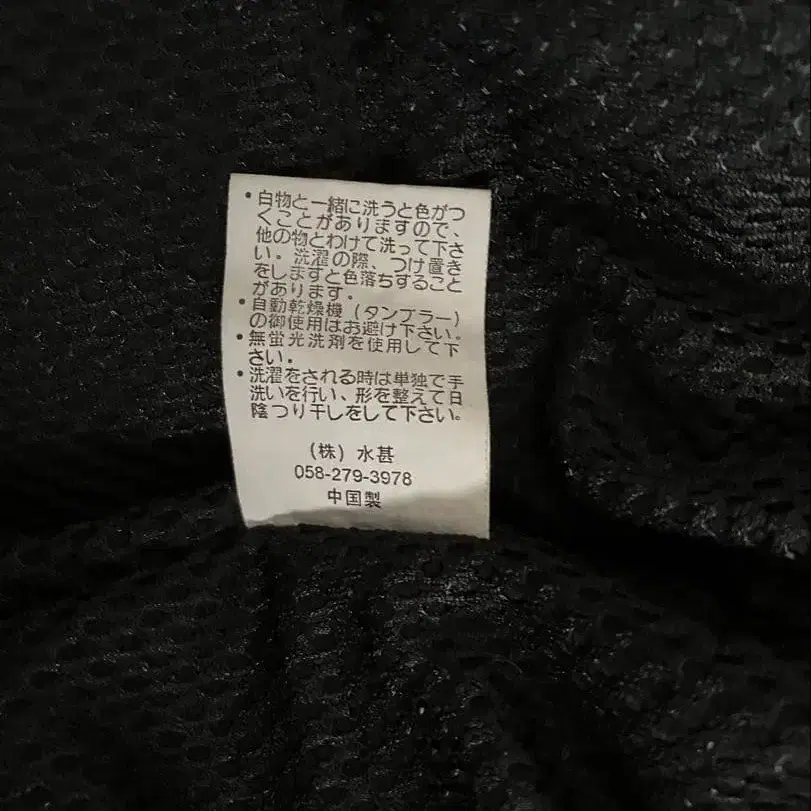 ・白物と一緒に洗うと色がつ
くことがありますので、
他の物とわけて洗って下さ
い。洗濯の際、つけ置き
をしますと色落ちすること
があります。
・自動乾燥機(タンブラー)
の御使用はお避け下さい。
・無蛍光洗剤を使用して下
さい。
・洗濯をされる時は単独で手
洗いを行い、形を整えて日
陰つり干しをして下さい。
(株)水甚
058-279-3978
中国製